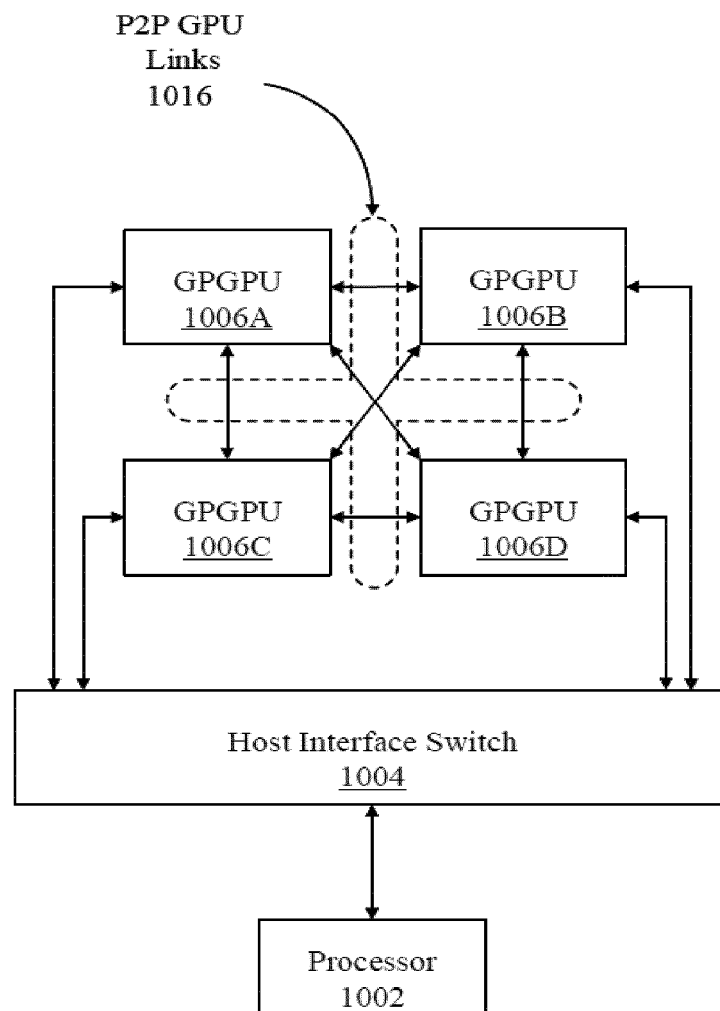 P2P GPU
Links
1016
GPGPU
1006A
GPGPU
1006B
GPGPU
1006C
GPGPU
1006D
Host Interface Switch
1004
Processor
1002